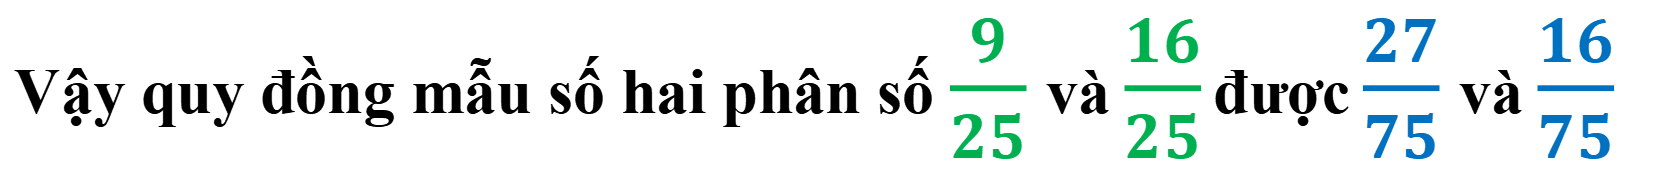 Vậy quy đồng mẫu số hai phân số 9/25 và 16/25 được 27/75 và 16/75